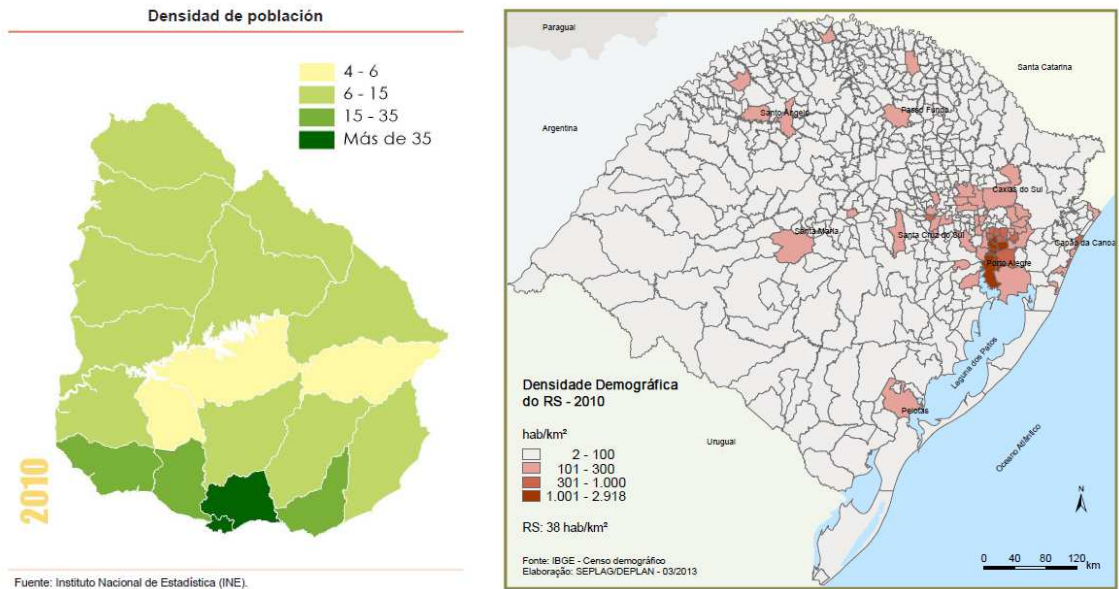 Densidad de población
4 - 6
6 - 15
15 - 35
Más de 35
2010
Fuente: Instituto Nacional de Estadística (INE).
Paraguai
Santa Catarina
Argentina
Santo Ângelo
Passo Fundo
Caxias do Sul
Santa Maria
Santa Cruz do Sul
Capão da Canoa
Porto Alegre
Laguna dos Patos
Pelotas
Uruguai
Oceano Atlântico
Densidade Demográfica
do RS - 2010
hab/km²
2 - 100
101 - 300
301 - 1.000
1.001 - 2.918
RS: 38 hab/km²
Fonte: IBGE - Censo demográfico
Elaboração: SEPLAG/DEPLAN - 03/2013
N
0 40 80 120
km